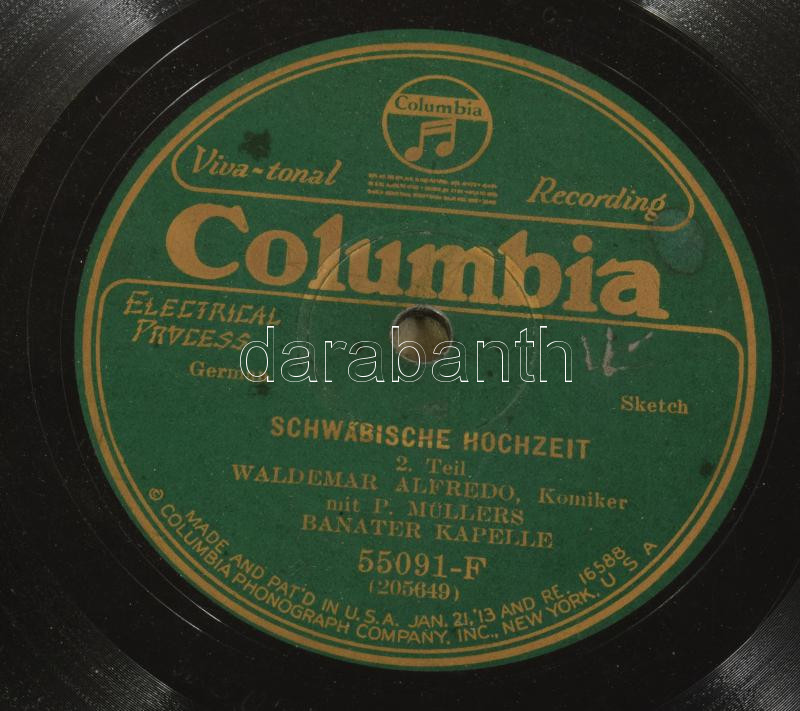 Columbia
Viva-tonal Recording
Columbia
ELECTRICAL
PROCESS
German
Sketch
darabanth
SCHWÄBISCHE HOCHZEIT
2. Teil
WALDEMAR ALFREDO, Komiker
mit P. MÜLLERS
BANATER KAPELLE
55091-F
(205649)
MADE AND PAT'D IN U.S.A. JAN. 21,'13 AND RE. 16588
© COLUMBIA PHONOGRAPH COMPANY, INC., NEW YORK, U S A